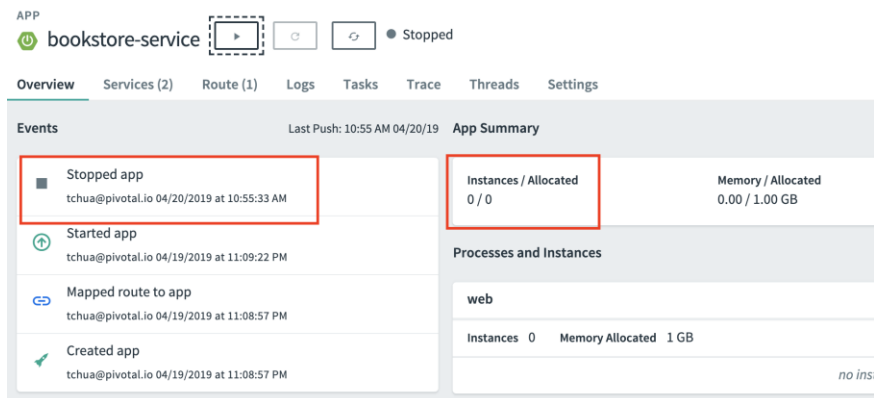 APP
bookstore-service
Stopped
Overview Services (2) Route (1) Logs Tasks Trace Threads Settings
Events Last Push: 10:55 AM 04/20/19
Stopped app
tchua@pivotal.io 04/20/2019 at 10:55:33 AM
Started app
tchua@pivotal.io 04/19/2019 at 11:09:22 PM
Mapped route to app
tchua@pivotal.io 04/19/2019 at 11:08:57 PM
Created app
tchua@pivotal.io 04/19/2019 at 11:08:57 PM
App Summary
Instances / Allocated Memory / Allocated
0 / 0 0.00 / 1.00 GB
Processes and Instances
web
Instances 0 Memory Allocated 1 GB
no